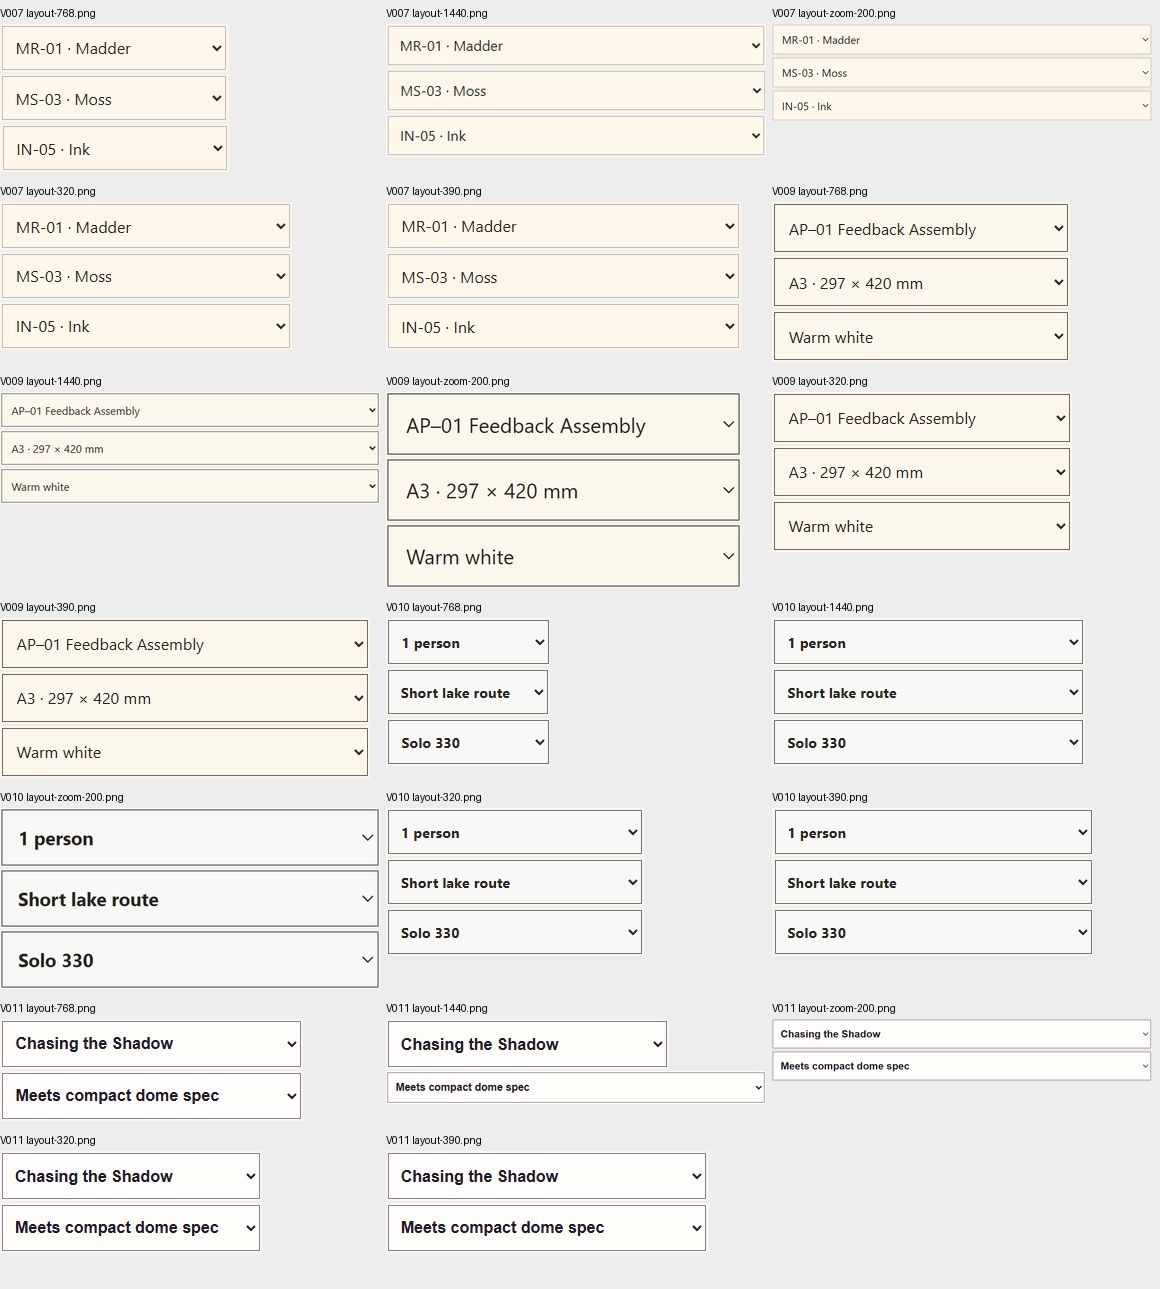 V007 layout-768.png
MR-01 · Madder
MS-03 · Moss
IN-05 · Ink
V007 layout-1440.png
MR-01 · Madder
MS-03 · Moss
IN-05 · Ink
V007 layout-zoom-200.png
MR-01 · Madder
MS-03 · Moss
IN-05 · Ink
V007 layout-320.png
MR-01 · Madder
MS-03 · Moss
IN-05 · Ink
V007 layout-390.png
MR-01 · Madder
MS-03 · Moss
IN-05 · Ink
V009 layout-768.png
AP–01 Feedback Assembly
A3 · 297 × 420 mm
Warm white
V009 layout-1440.png
AP–01 Feedback Assembly
A3 · 297 × 420 mm
Warm white
V009 layout-zoom-200.png
AP–01 Feedback Assembly
A3 · 297 × 420 mm
Warm white
V009 layout-320.png
AP–01 Feedback Assembly
A3 · 297 × 420 mm
Warm white
V009 layout-390.png
AP–01 Feedback Assembly
A3 · 297 × 420 mm
Warm white
V010 layout-768.png
1 person
Short lake route
Solo 330
V010 layout-1440.png
1 person
Short lake route
Solo 330
V010 layout-zoom-200.png
1 person
Short lake route
Solo 330
V010 layout-320.png
1 person
Short lake route
Solo 330
V010 layout-390.png
1 person
Short lake route
Solo 330
V011 layout-768.png
Chasing the Shadow
Meets compact dome spec
V011 layout-1440.png
Chasing the Shadow
Meets compact dome spec
V011 layout-zoom-200.png
Chasing the Shadow
Meets compact dome spec
V011 layout-320.png
Chasing the Shadow
Meets compact dome spec
V011 layout-390.png
Chasing the Shadow
Meets compact dome spec